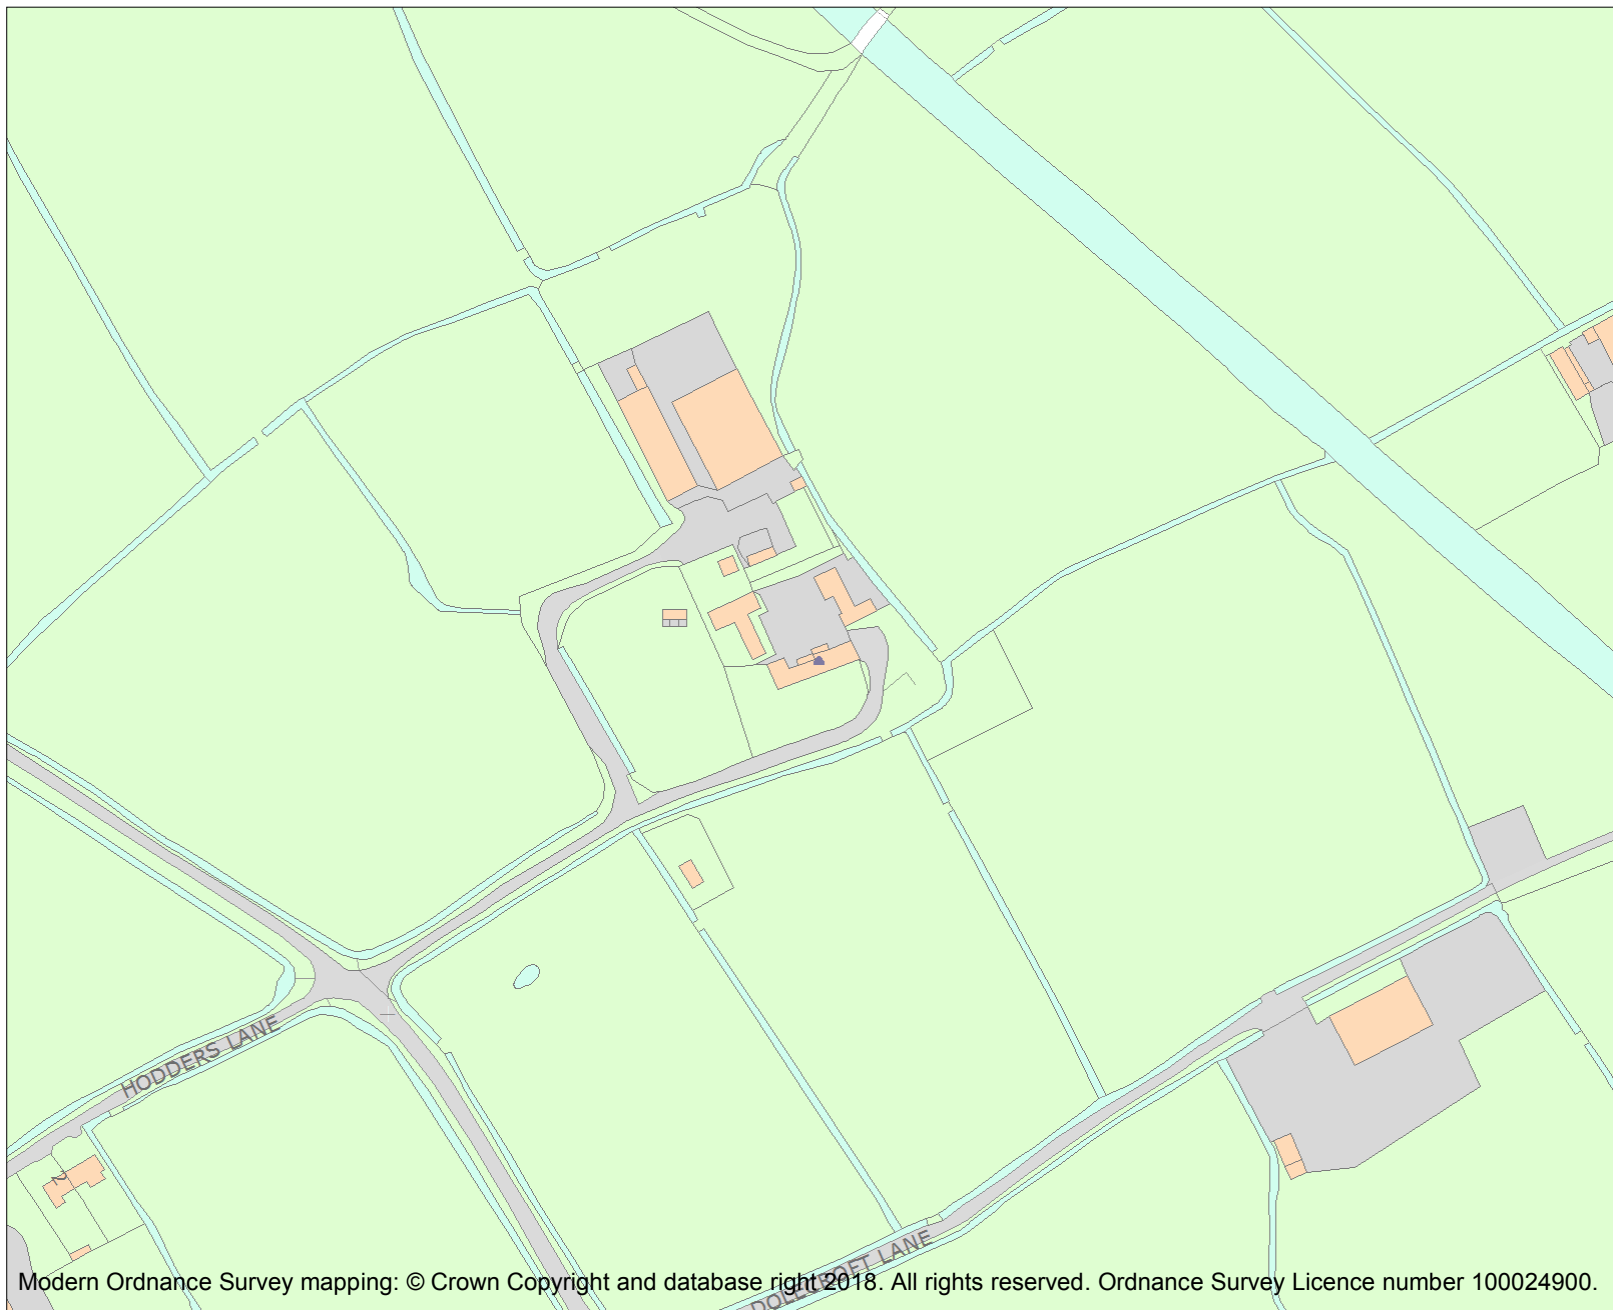 HODDERS LANE
2
LANE
Modern Ordnance Survey mapping: © Crown Copyright and database right 2018. All rights reserved. Ordnance Survey Licence number 100024900.